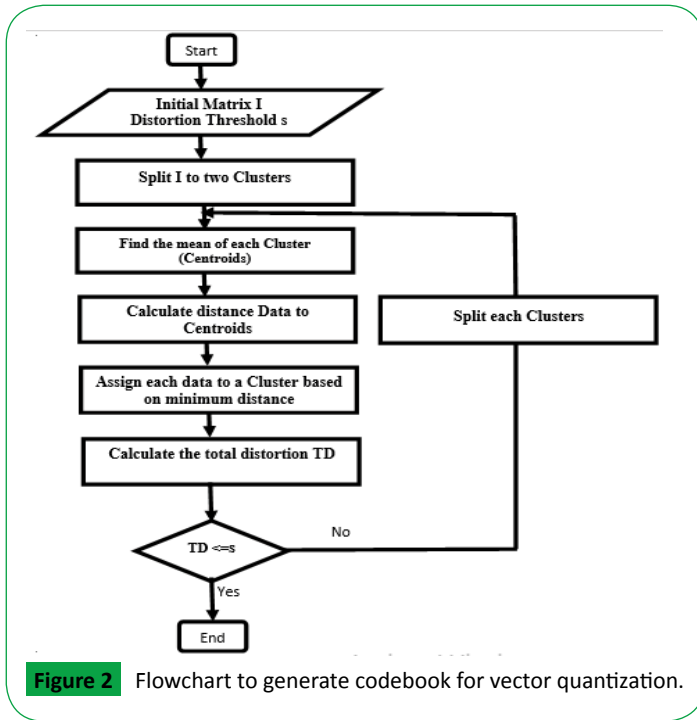 Start
Initial Matrix I
Distortion Threshold s
Split I to two Clusters
Find the mean of each Cluster
(Centroids)
Calculate distance Data to
Centroids
Split each Clusters
Assign each data to a Cluster based
on minimum distance
Calculate the total distortion TD
TD <=s
No
Yes
End
Figure 2 Flowchart to generate codebook for vector quantization.